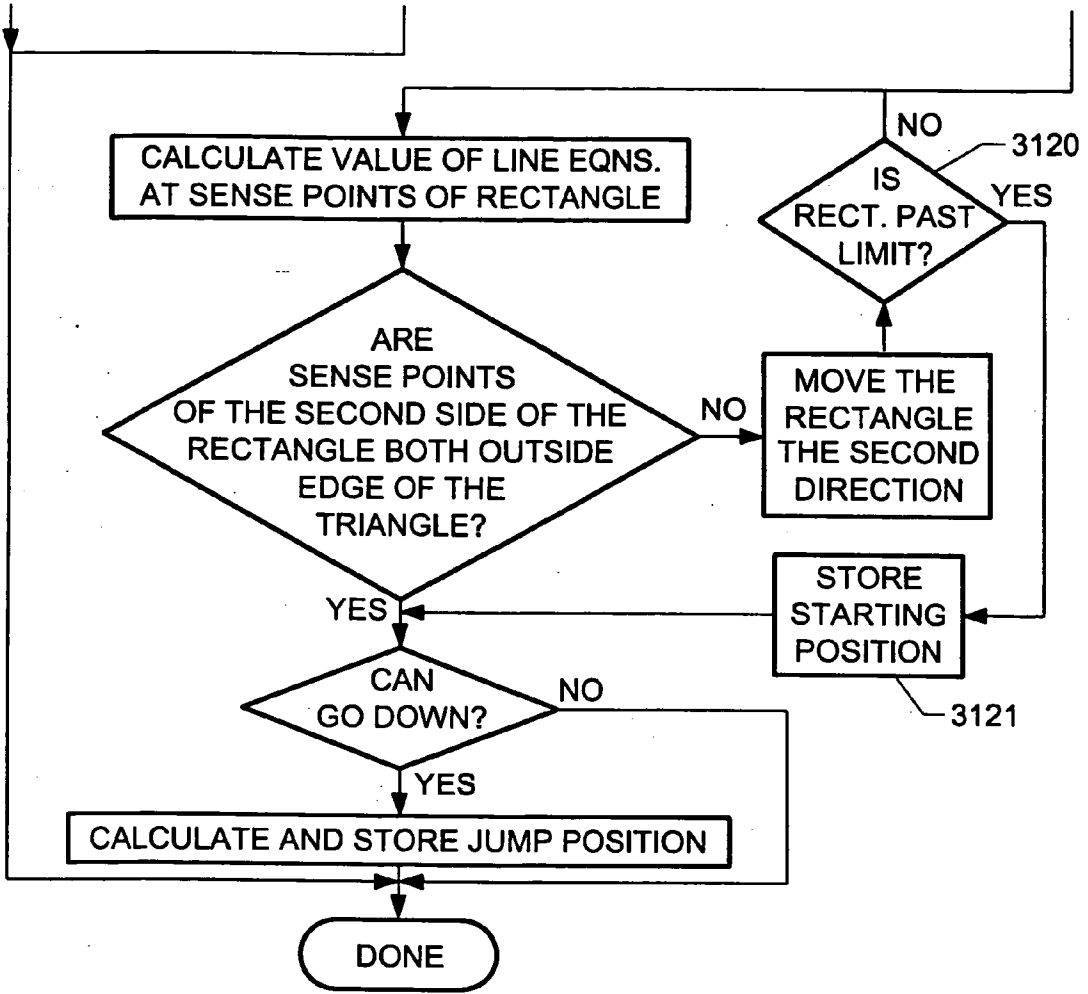 CALCULATE VALUE OF LINE EQNS.
AT SENSE POINTS OF RECTANGLE
NO
3120
IS
RECT. PAST
LIMIT?
YES
ARE
SENSE POINTS
OF THE SECOND SIDE OF THE
RECTANGLE BOTH OUTSIDE
EDGE OF THE
TRIANGLE?
NO
MOVE THE
RECTANGLE
THE SECOND
DIRECTION
YES
STORE
STARTING
POSITION
3121
CAN
GO DOWN?
NO
YES
CALCULATE AND STORE JUMP POSITION
DONE